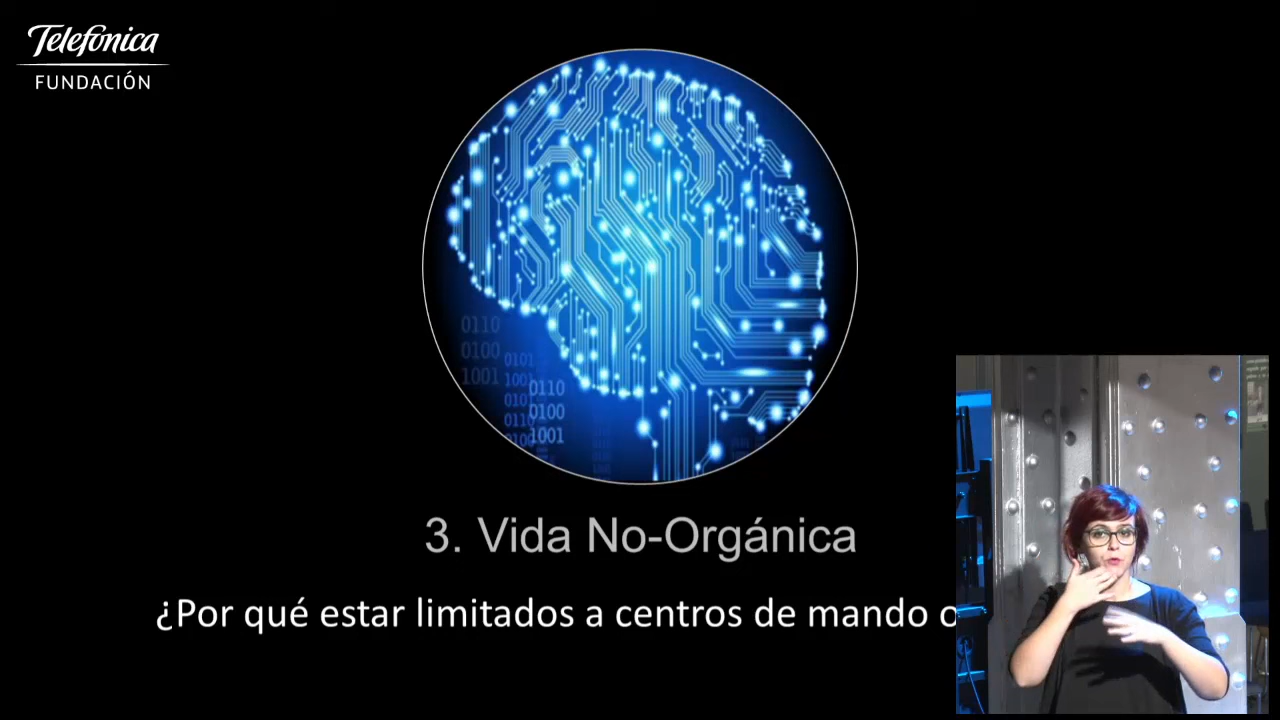 Telefónica
FUNDACIÓN
0110
0100
1001
0101
1001
0110
0100
1001
3. Vida No-Orgánica
¿Por qué estar limitados a centros de mando